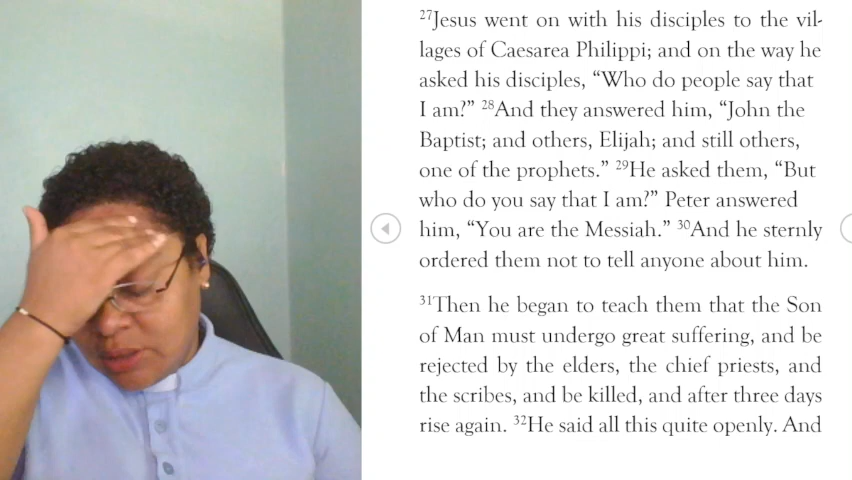 ²⁷Jesus went on with his disciples to the vil-
lages of Caesarea Philippi; and on the way he
asked his disciples, “Who do people say that
I am?” ²⁸And they answered him, “John the
Baptist; and others, Elijah; and still others,
one of the prophets.” ²⁹He asked them, “But
who do you say that I am?” Peter answered
him, “You are the Messiah.” ³⁰And he sternly
ordered them not to tell anyone about him.
³¹Then he began to teach them that the Son
of Man must undergo great suffering, and be
rejected by the elders, the chief priests, and
the scribes, and be killed, and after three days
rise again. ³²He said all this quite openly. And